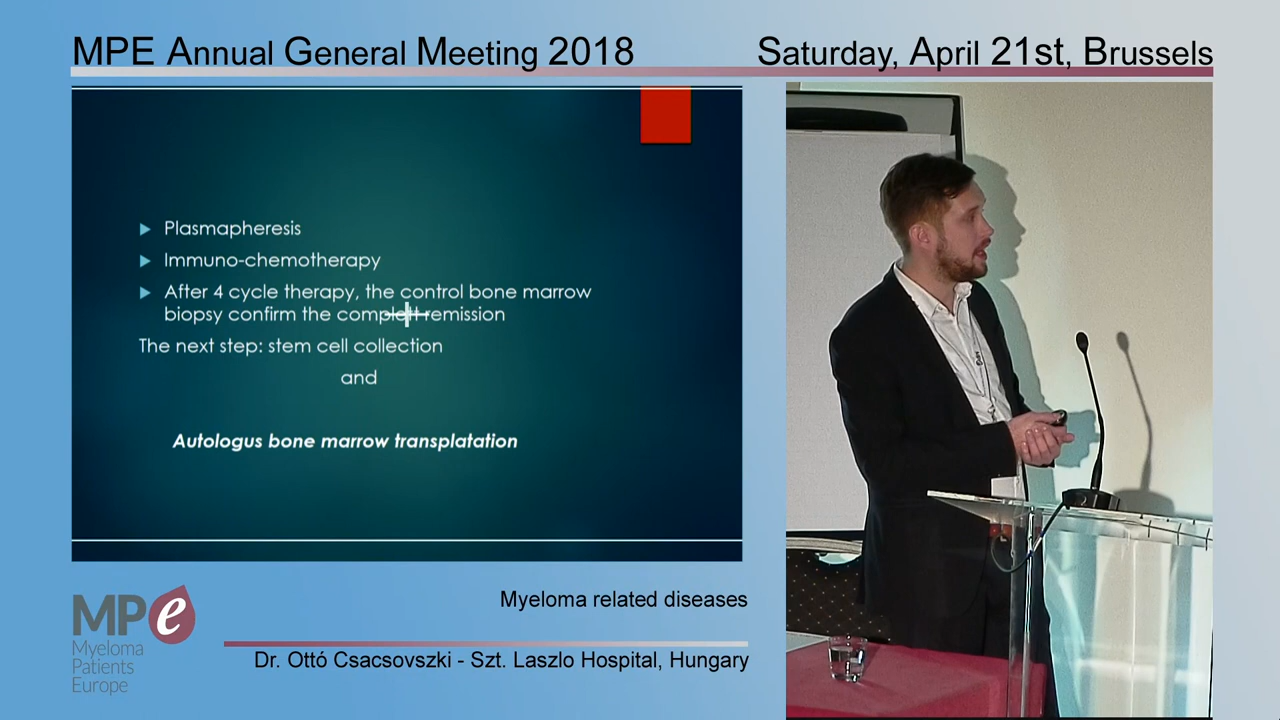 MPE Annual General Meeting 2018
Saturday, April 21st, Brussels
Plasmapheresis
Immuno-chemotherapy
After 4 cycle therapy, the control bone marrow
biopsy confirm the complett remission
The next step: stem cell collection
and
Autologus bone marrow transplatation
MPe
Myeloma
Patients
Europe
Myeloma related diseases
Dr. Ottó Csacsovszki - Szt. Laszlo Hospital, Hungary